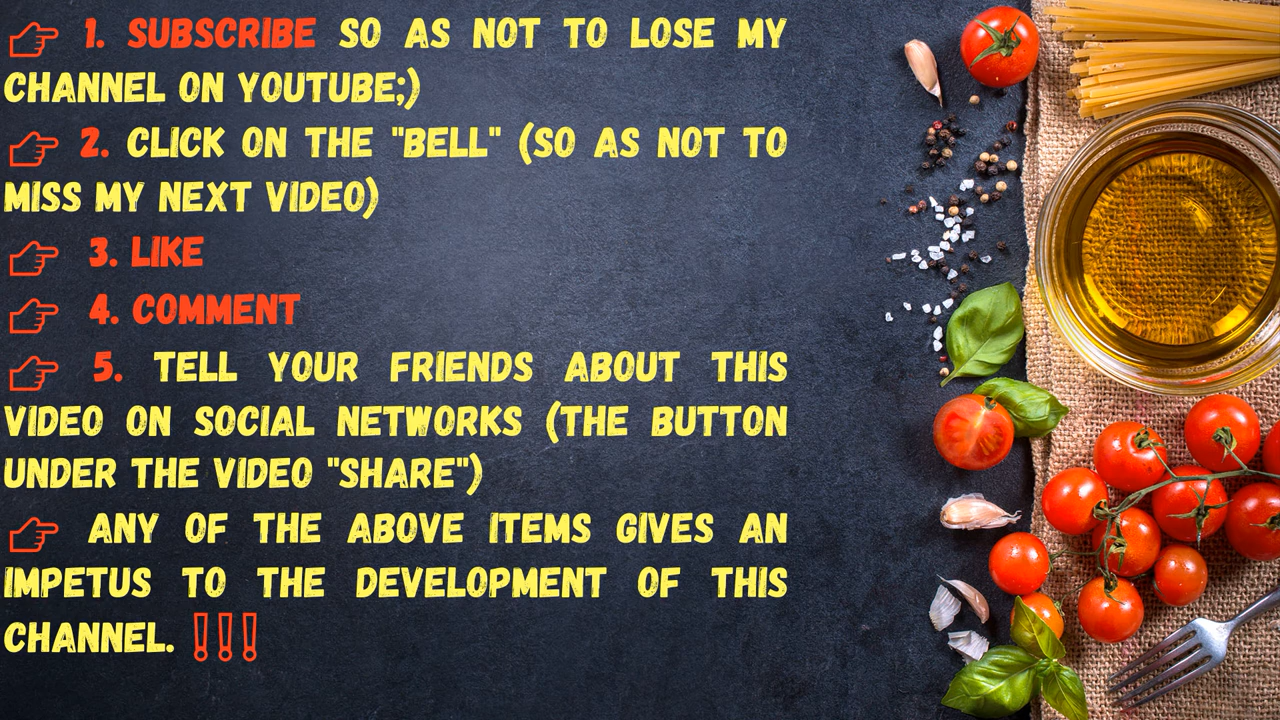 👉 1. SUBSCRIBE SO AS NOT TO LOSE MY
CHANNEL ON YOUTUBE;)
👉 2. CLICK ON THE "BELL" (SO AS NOT TO
MISS MY NEXT VIDEO)
👉 3. LIKE
👉 4. COMMENT
👉 5. TELL YOUR FRIENDS ABOUT THIS
VIDEO ON SOCIAL NETWORKS (THE BUTTON
UNDER THE VIDEO "SHARE")
👉 ANY OF THE ABOVE ITEMS GIVES AN
IMPETUS TO THE DEVELOPMENT OF THIS
CHANNEL. !!!